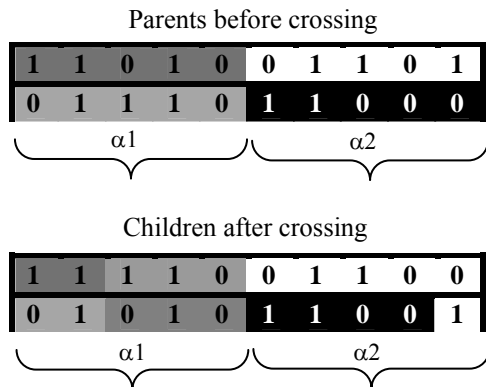 Parents before crossing
1 1 0 1 0 0 1 1 0 1
0 1 1 1 0 1 1 0 0 0
α1 α2
Children after crossing
1 1 1 1 0 0 1 1 0 0
0 1 0 1 0 1 1 0 0 1
α1 α2